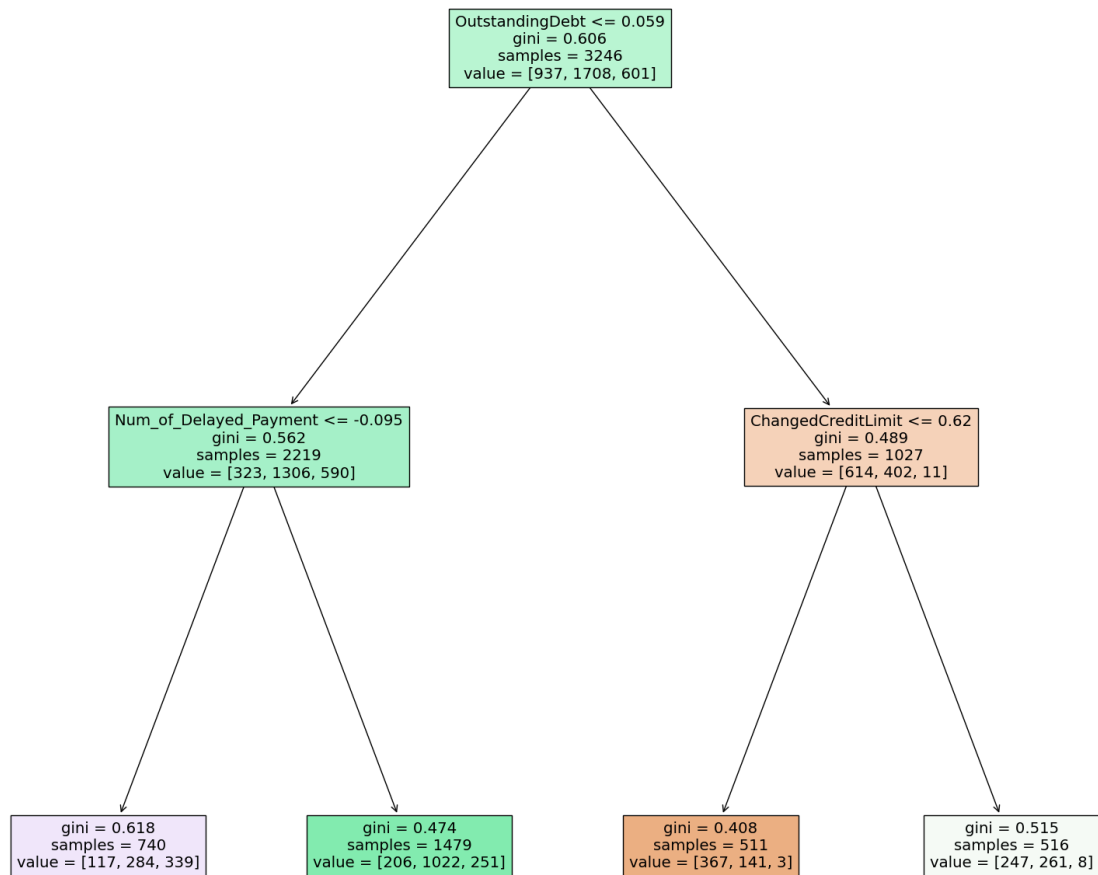 OutstandingDebt <= 0.059
gini = 0.606
samples = 3246
value = [937, 1708, 601]
Num_of_Delayed_Payment <= -0.095
gini = 0.562
samples = 2219
value = [323, 1306, 590]
ChangedCreditLimit <= 0.62
gini = 0.489
samples = 1027
value = [614, 402, 11]
gini = 0.618
samples = 740
value = [117, 284, 339]
gini = 0.474
samples = 1479
value = [206, 1022, 251]
gini = 0.408
samples = 511
value = [367, 141, 3]
gini = 0.515
samples = 516
value = [247, 261, 8]